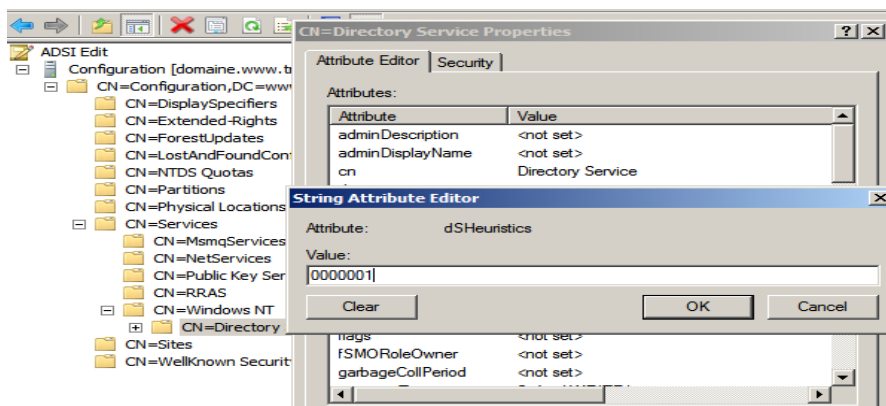 CN=Directory Service Properties
ADSI Edit
Configuration [domaine.www.t
CN=Configuration,DC=ww
CN=DisplaySpecifiers
CN=Extended-Rights
CN=ForestUpdates
CN=LostAndFoundCon
CN=NTDS Quotas
CN=Partitions
CN=Physical Locations
CN=Services
CN=MsmqServices
CN=NetServices
CN=Public Key Ser
CN=RRAS
CN=Windows NT
CN=Directory
CN=Sites
CN=WellKnown Securit
Attribute Editor Security
Attributes:
Attribute Value
adminDescription <not set>
adminDisplayName <not set>
cn Directory Service
String Attribute Editor
Attribute: dSHeuristics
Value:
0000001
Clear OK Cancel
flags <not set>
fSMORoleOwner <not set>
garbageCollPeriod <not set>